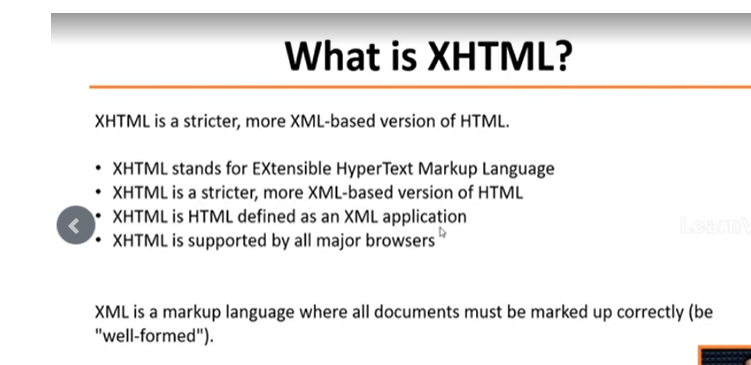 What is XHTML?
XHTML is a stricter, more XML-based version of HTML.
• XHTML stands for EXtensible HyperText Markup Language
• XHTML is a stricter, more XML-based version of HTML
• XHTML is HTML defined as an XML application
• XHTML is supported by all major browsers
XML is a markup language where all documents must be marked up correctly (be
"well-formed").